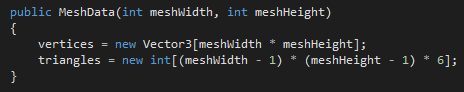 public MeshData(int meshWidth, int meshHeight)
{
    vertices = new Vector3[meshWidth * meshHeight];
    triangles = new int[(meshWidth - 1) * (meshHeight - 1) * 6];
}